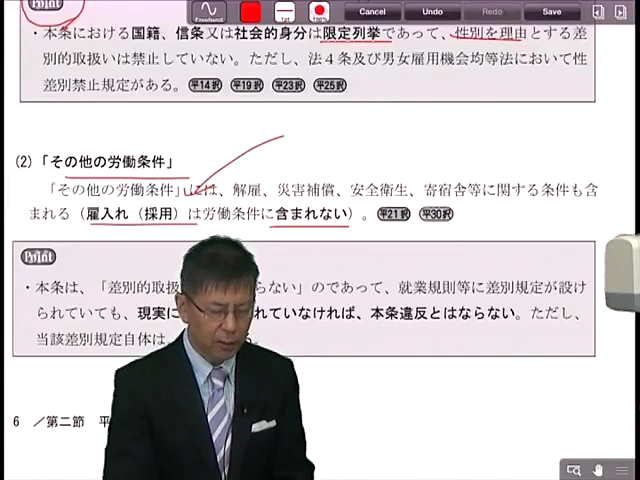 Freehand 1pt 100% Cancel Undo Redo Save
Point
・本条における国籍、信条又は社会的身分は限定列挙であって、性別を理由とする差
別的取扱いは禁止していない。ただし、法4条及び男女雇用機会均等法において性
差別禁止規定がある。 平14択 平19択 平23択 平25択
(2)「その他の労働条件」
「その他の労働条件」には、解雇、災害補償、安全衛生、寄宿舎等に関する条件も含
まれる（雇入れ（採用）は労働条件に含まれない）。 平21択 平30択
Point
・本条は、「差別的取扱 らない」のであって、就業規則等に差別規定が設け
られていても、現実に れていなければ、本条違反とはならない。ただし、
当該差別規定自体は、 る。
6 ／第二節 平